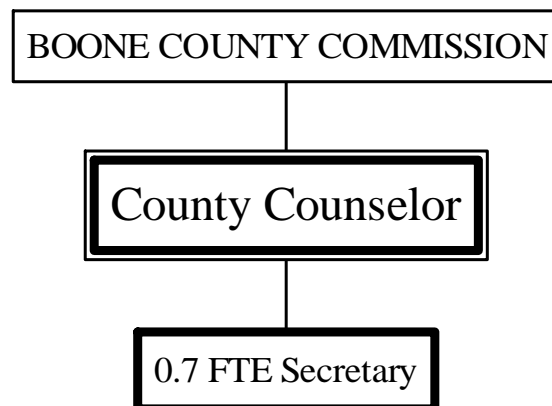 BOONE COUNTY COMMISSION
County Counselor
0.7 FTE Secretary